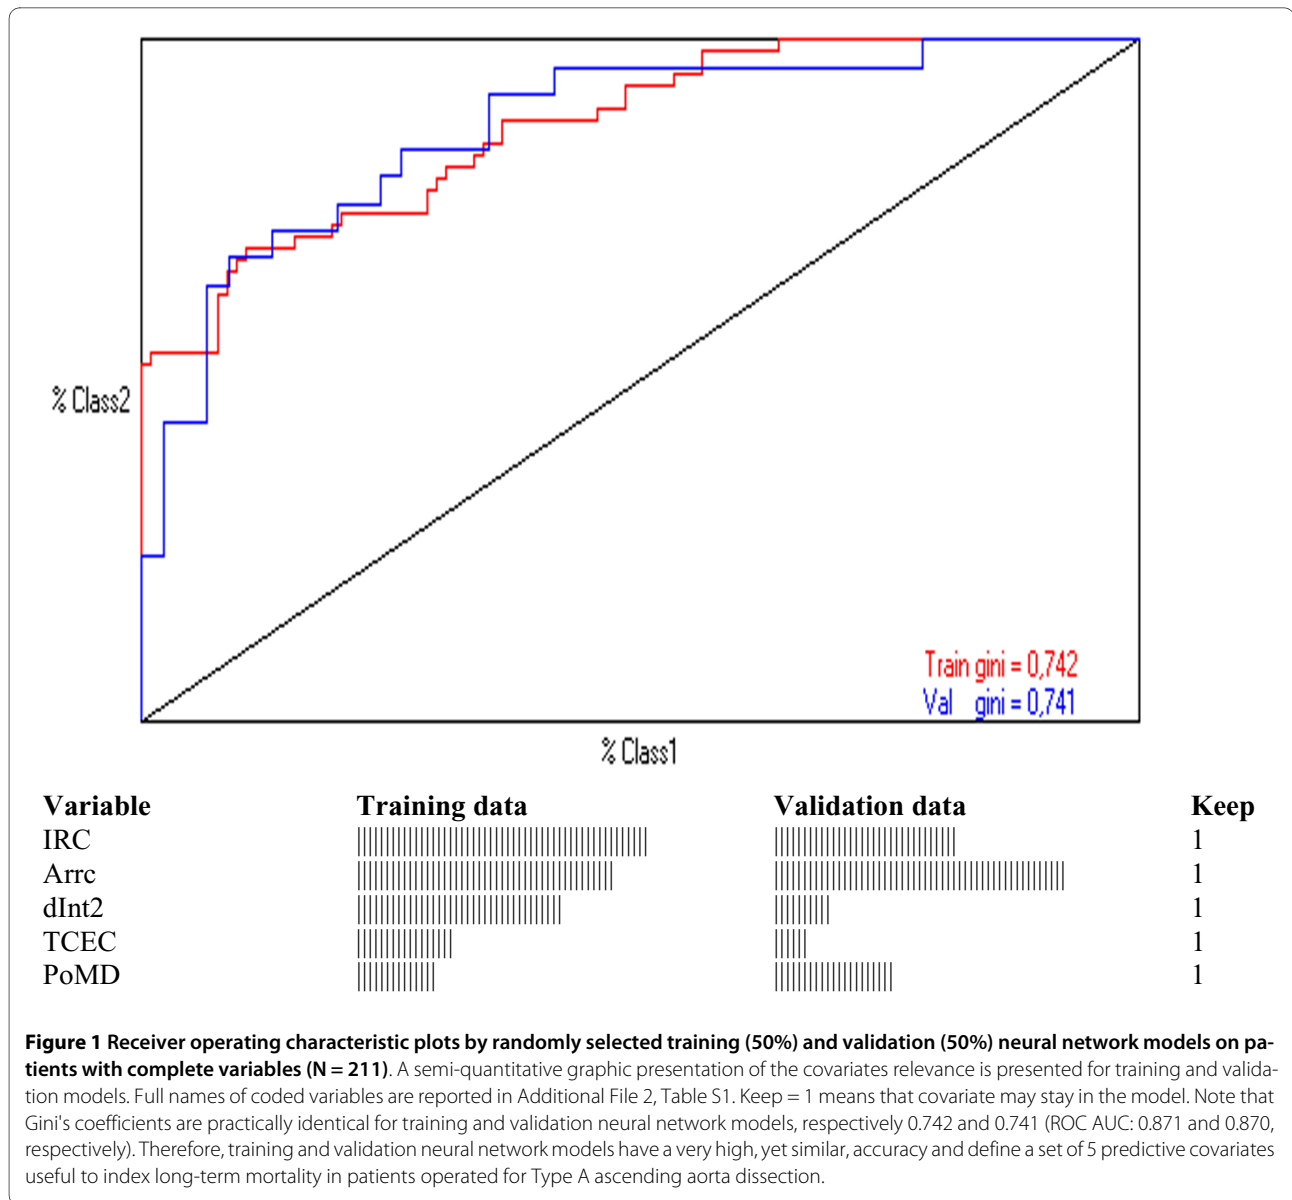 % Class2
Train gini = 0,742
Val gini = 0,741
% Class1
Variable Training data Validation data Keep
IRC 1
Arrc 1
dInt2 1
TCEC 1
PoMD 1
Figure 1 Receiver operating characteristic plots by randomly selected training (50%) and validation (50%) neural network models on pa-
tients with complete variables (N = 211). A semi-quantitative graphic presentation of the covariates relevance is presented for training and valida-
tion models. Full names of coded variables are reported in Additional File 2, Table S1. Keep = 1 means that covariate may stay in the model. Note that
Gini's coefficients are practically identical for training and validation neural network models, respectively 0.742 and 0.741 (ROC AUC: 0.871 and 0.870,
respectively). Therefore, training and validation neural network models have a very high, yet similar, accuracy and define a set of 5 predictive covariates
useful to index long-term mortality in patients operated for Type A ascending aorta dissection.